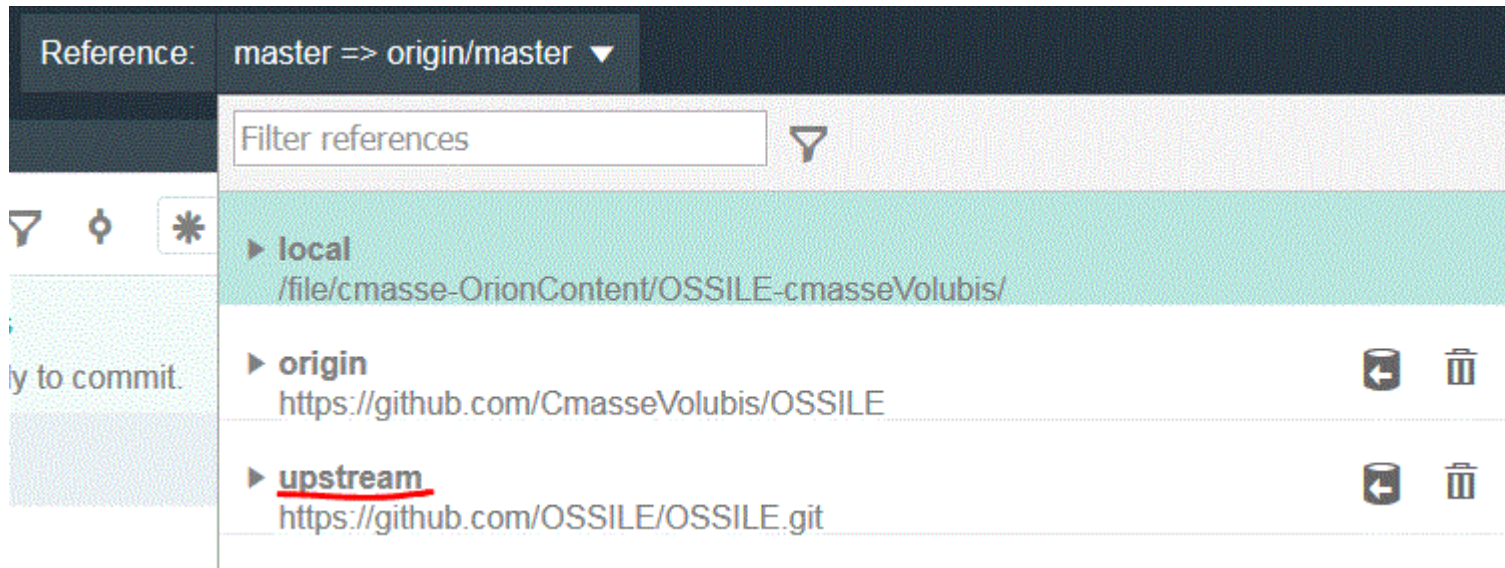 Reference: master => origin/master
Filter references
local
/file/cmasse-OrionContent/OSSILE-cmasseVolubis/
y to commit.
origin
https://github.com/CmasseVolubis/OSSILE
upstream
https://github.com/OSSILE/OSSILE.git